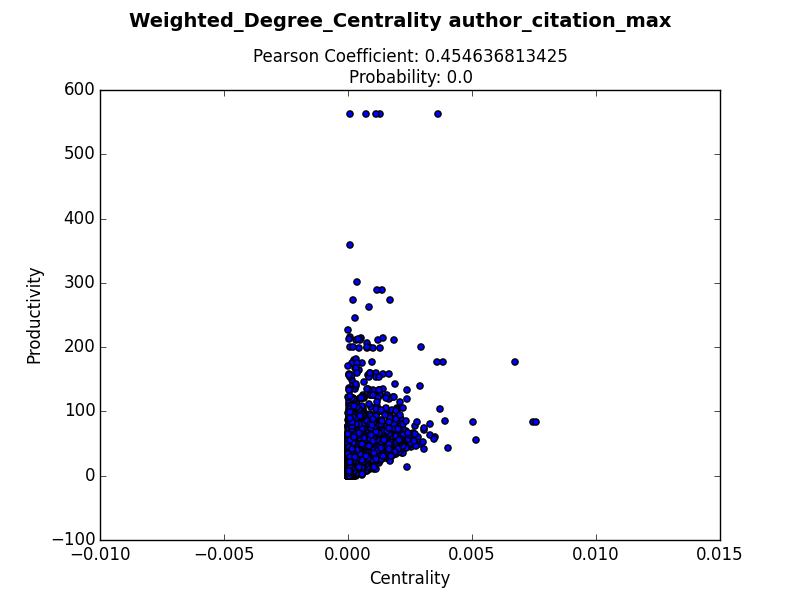 Weighted_Degree_Centrality author_citation_max
Pearson Coefficient: 0.454636813425
Probability: 0.0
600
500
400
300
200
100
0
−100
Productivity
−0.010
−0.005
0.000
0.005
0.010
0.015
Centrality